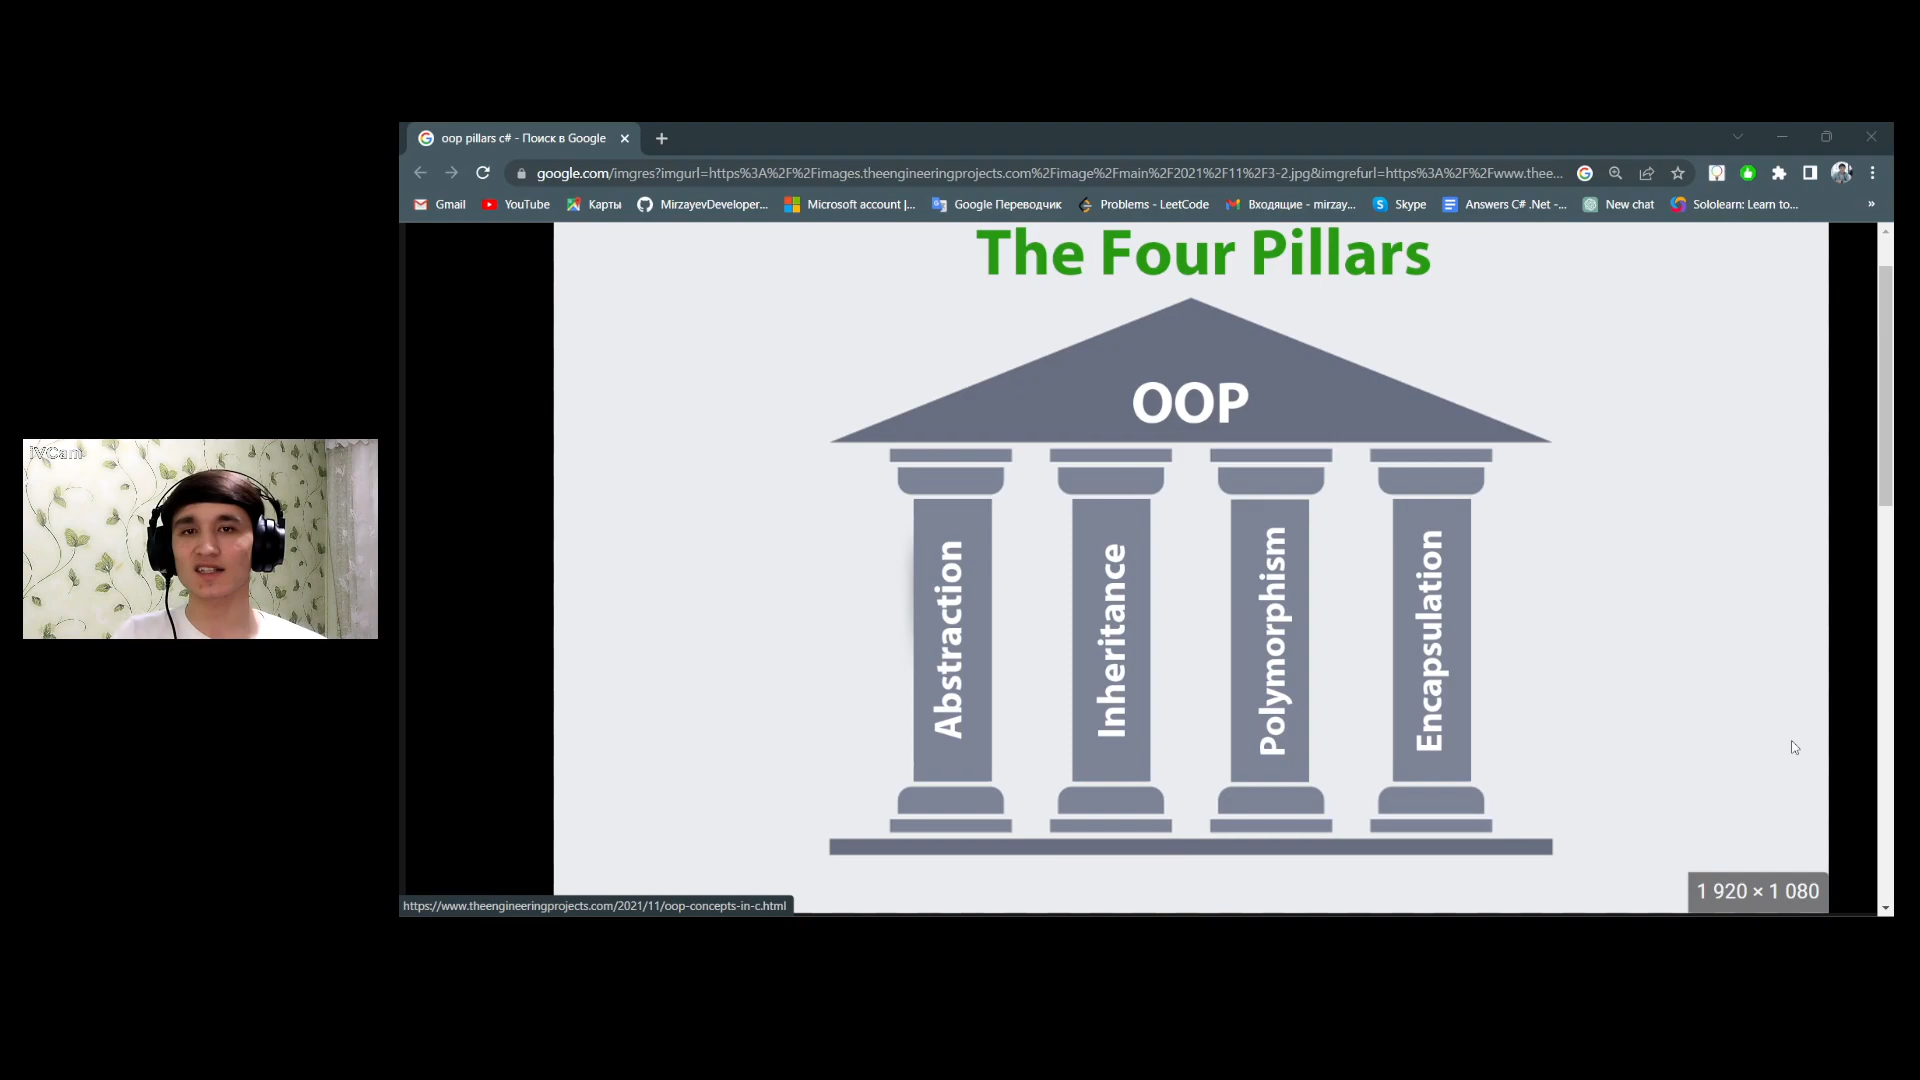 oop pillars c# - Поиск в Google
google.com/imgres?imgurl=https%3A%2F%2Fimages.theengineeringprojects.com%2Fimage%2Fmain%2F2021%2F11%2F3-2.jpg&imgrefurl=https%3A%2F%2Fwww.thee...
Gmail YouTube Карты MirzayevDeveloper... Microsoft account |... Google Переводчик Problems - LeetCode Входящие - mirzay... Skype Answers C# .Net -... New chat Sololearn: Learn to... »
The Four Pillars
OOP
iVCam
Abstraction
Inheritance
Polymorphism
Encapsulation
1 920 × 1 080
https://www.theengineeringprojects.com/2021/11/oop-concepts-in-c.html